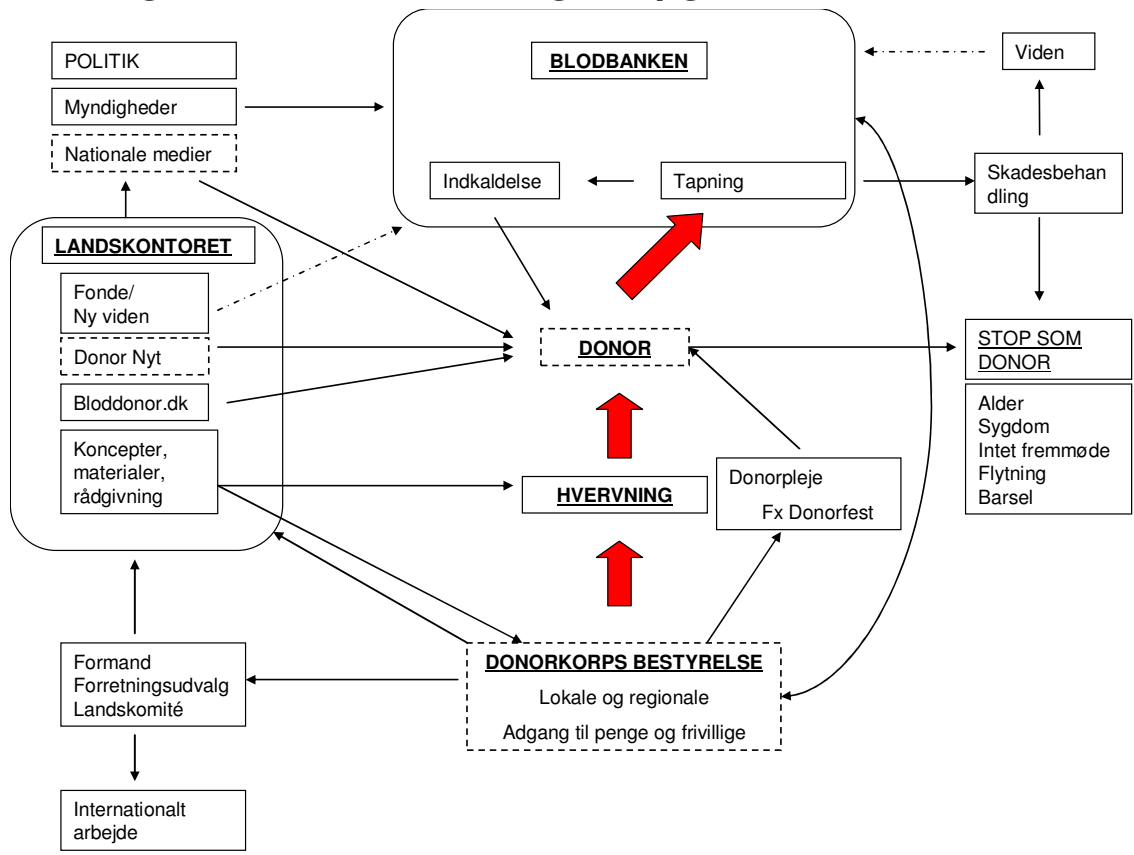 POLITIK
Myndigheder
Nationale medier
BLODBANKEN
Indkaldelse
Tapning
Viden
Skadesbehan
dling
LANDSKONTORET
Fonde/
Ny viden
Donor Nyt
Bloddonor.dk
Koncepter,
materialer,
rådgivning
DONOR
HVERVNING
Donorpleje
Fx Donorfest
STOP SOM
DONOR
Alder
Sygdom
Intet fremmøde
Flytning
Barsel
DONORKORPS BESTYRELSE
Lokale og regionale
Adgang til penge og frivillige
Formand
Forretningsudvalg
Landskomité
Internationalt
arbejde